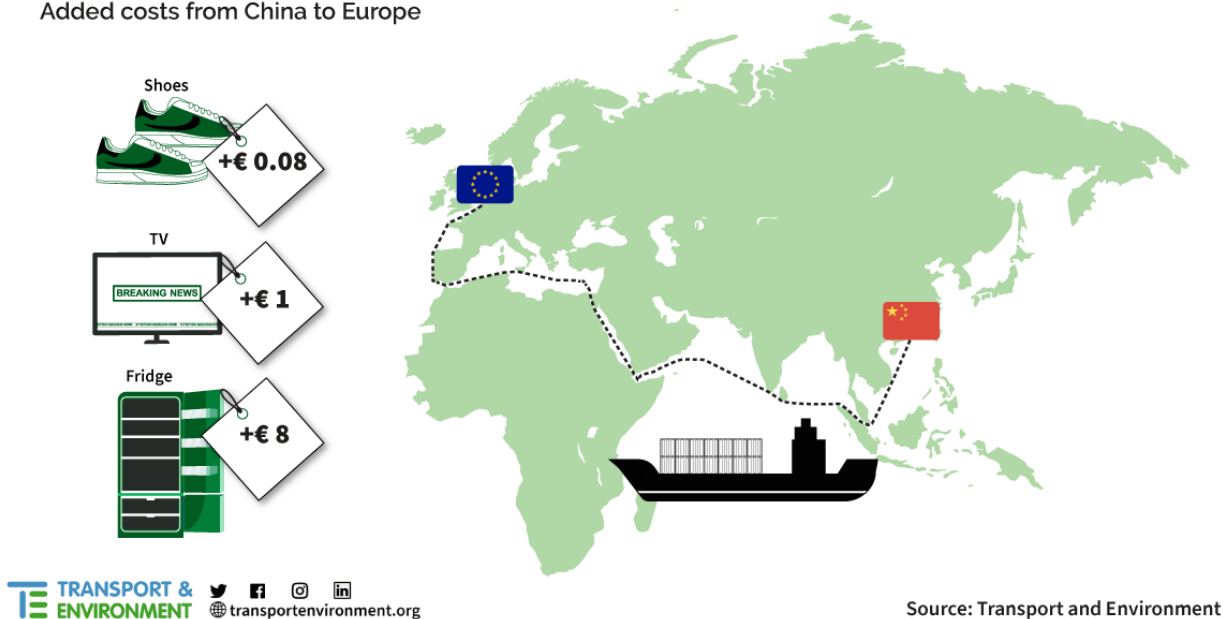 Added costs from China to Europe
Shoes
+€ 0.08
TV
BREAKING NEWS
+€ 1
Fridge
+€ 8
TRANSPORT &
ENVIRONMENT
transportenvironment.org
Source: Transport and Environment